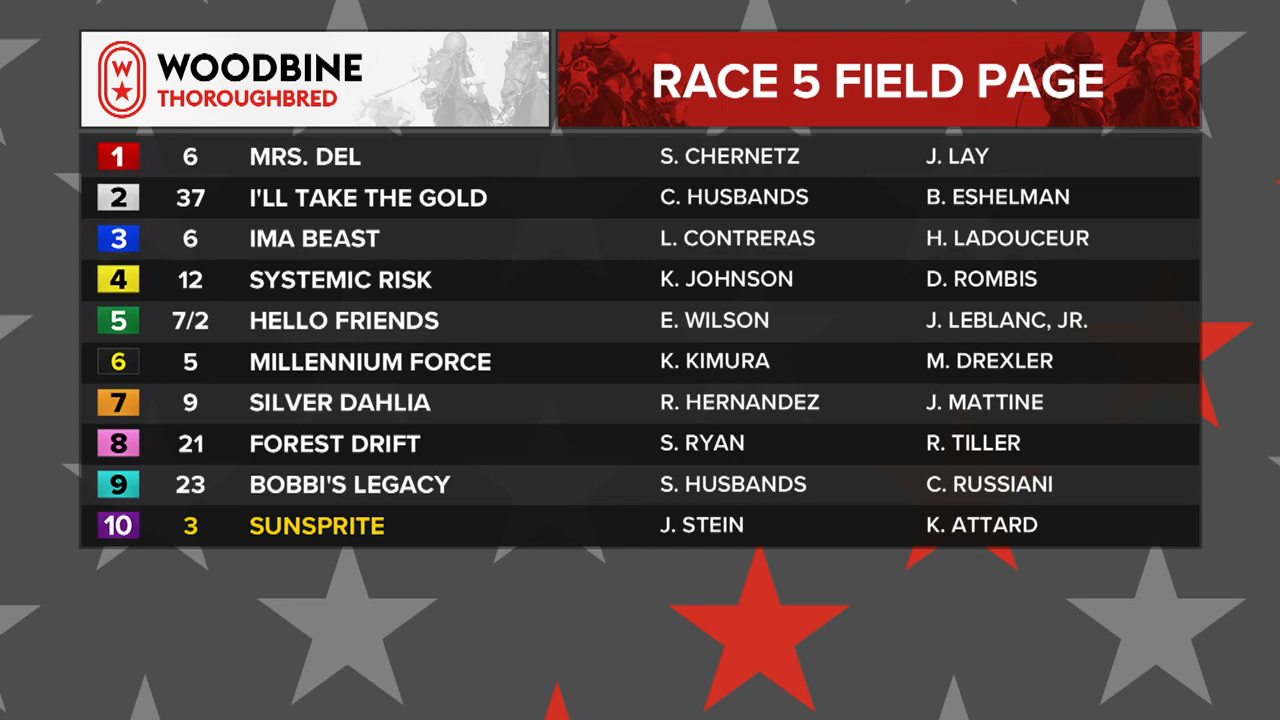 W
WOODBINE
THOROUGHBRED
RACE 5 FIELD PAGE
1 6 MRS. DEL S. CHERNETZ J. LAY
2 37 I'LL TAKE THE GOLD C. HUSBANDS B. ESHELMAN
3 6 IMA BEAST L. CONTRERAS H. LADOUCEUR
4 12 SYSTEMIC RISK K. JOHNSON D. ROMBIS
5 7/2 HELLO FRIENDS E. WILSON J. LEBLANC, JR.
6 5 MILLENNIUM FORCE K. KIMURA M. DREXLER
7 9 SILVER DAHLIA R. HERNANDEZ J. MATTINE
8 21 FOREST DRIFT S. RYAN R. TILLER
9 23 BOBBI'S LEGACY S. HUSBANDS C. RUSSIANI
10 3 SUNSPRITE J. STEIN K. ATTARD